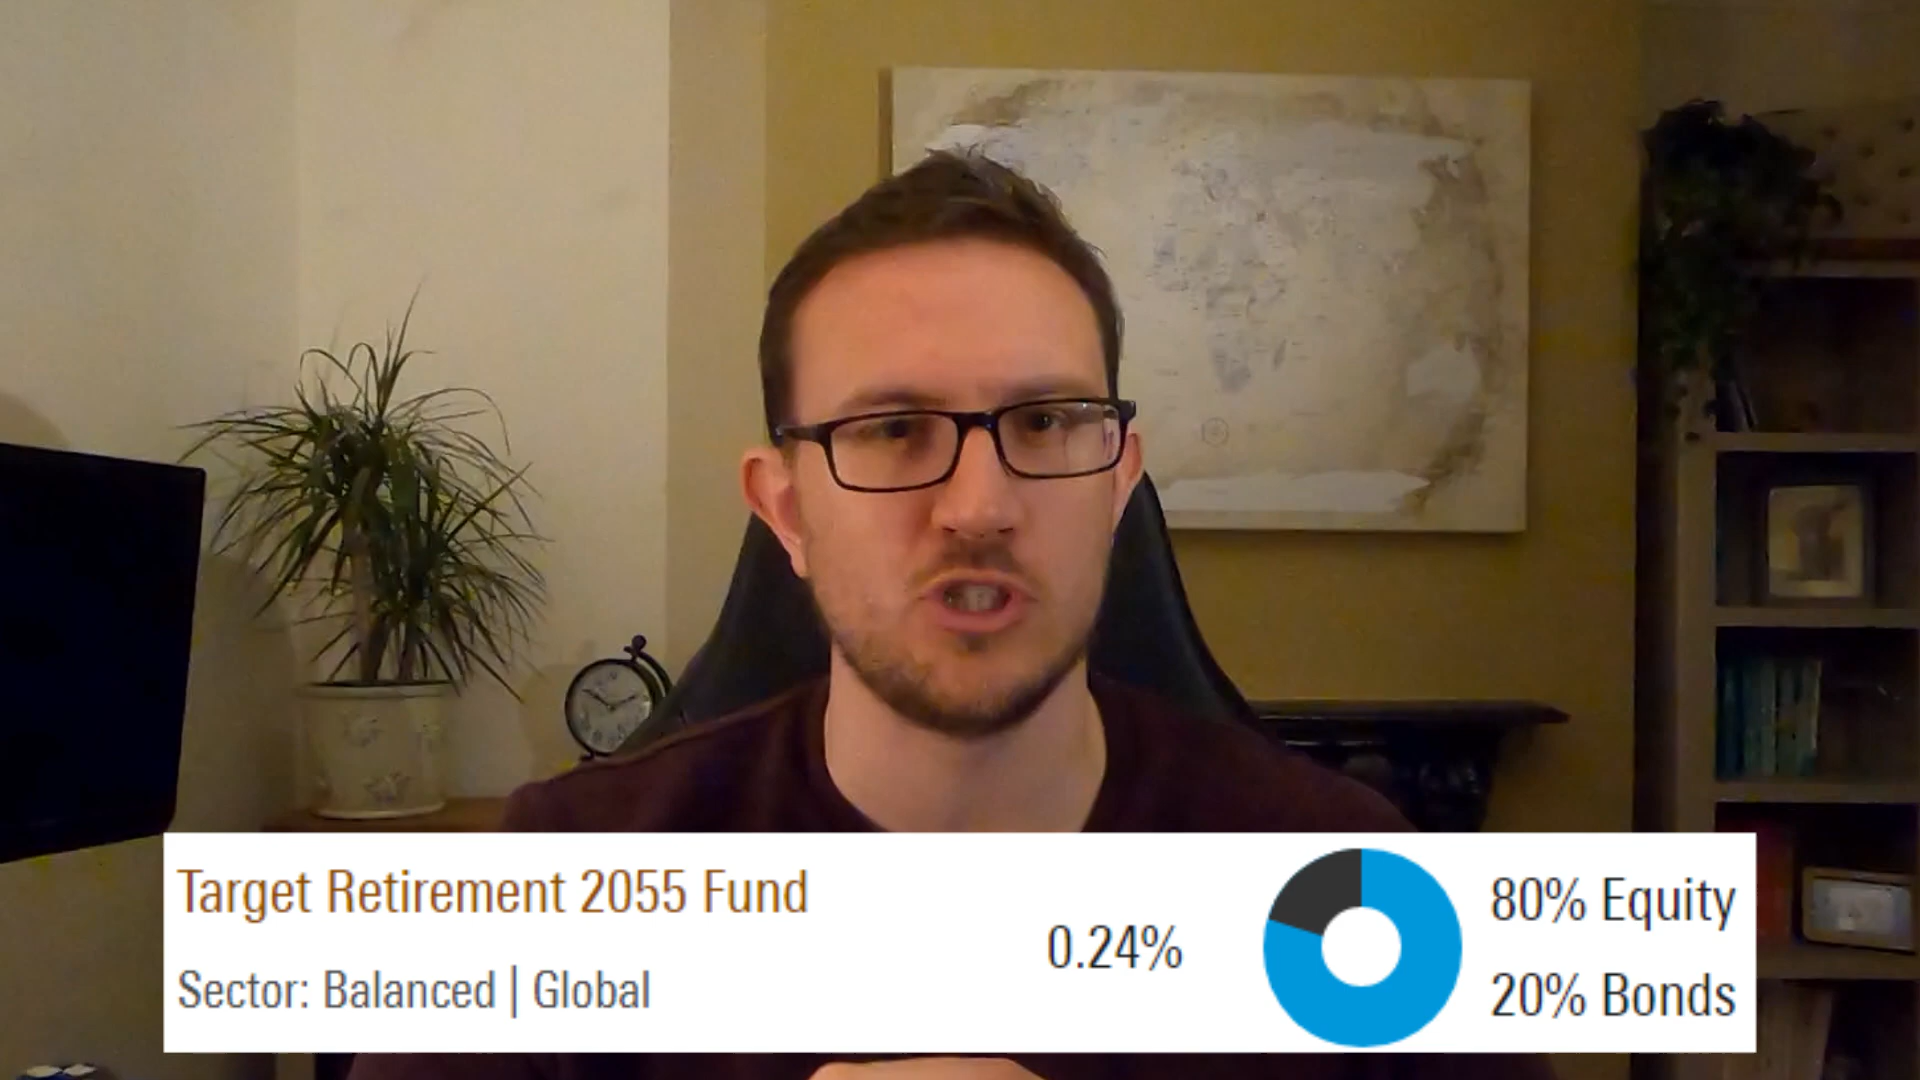 Target Retirement 2055 Fund
Sector: Balanced | Global
0.24%
80% Equity
20% Bonds